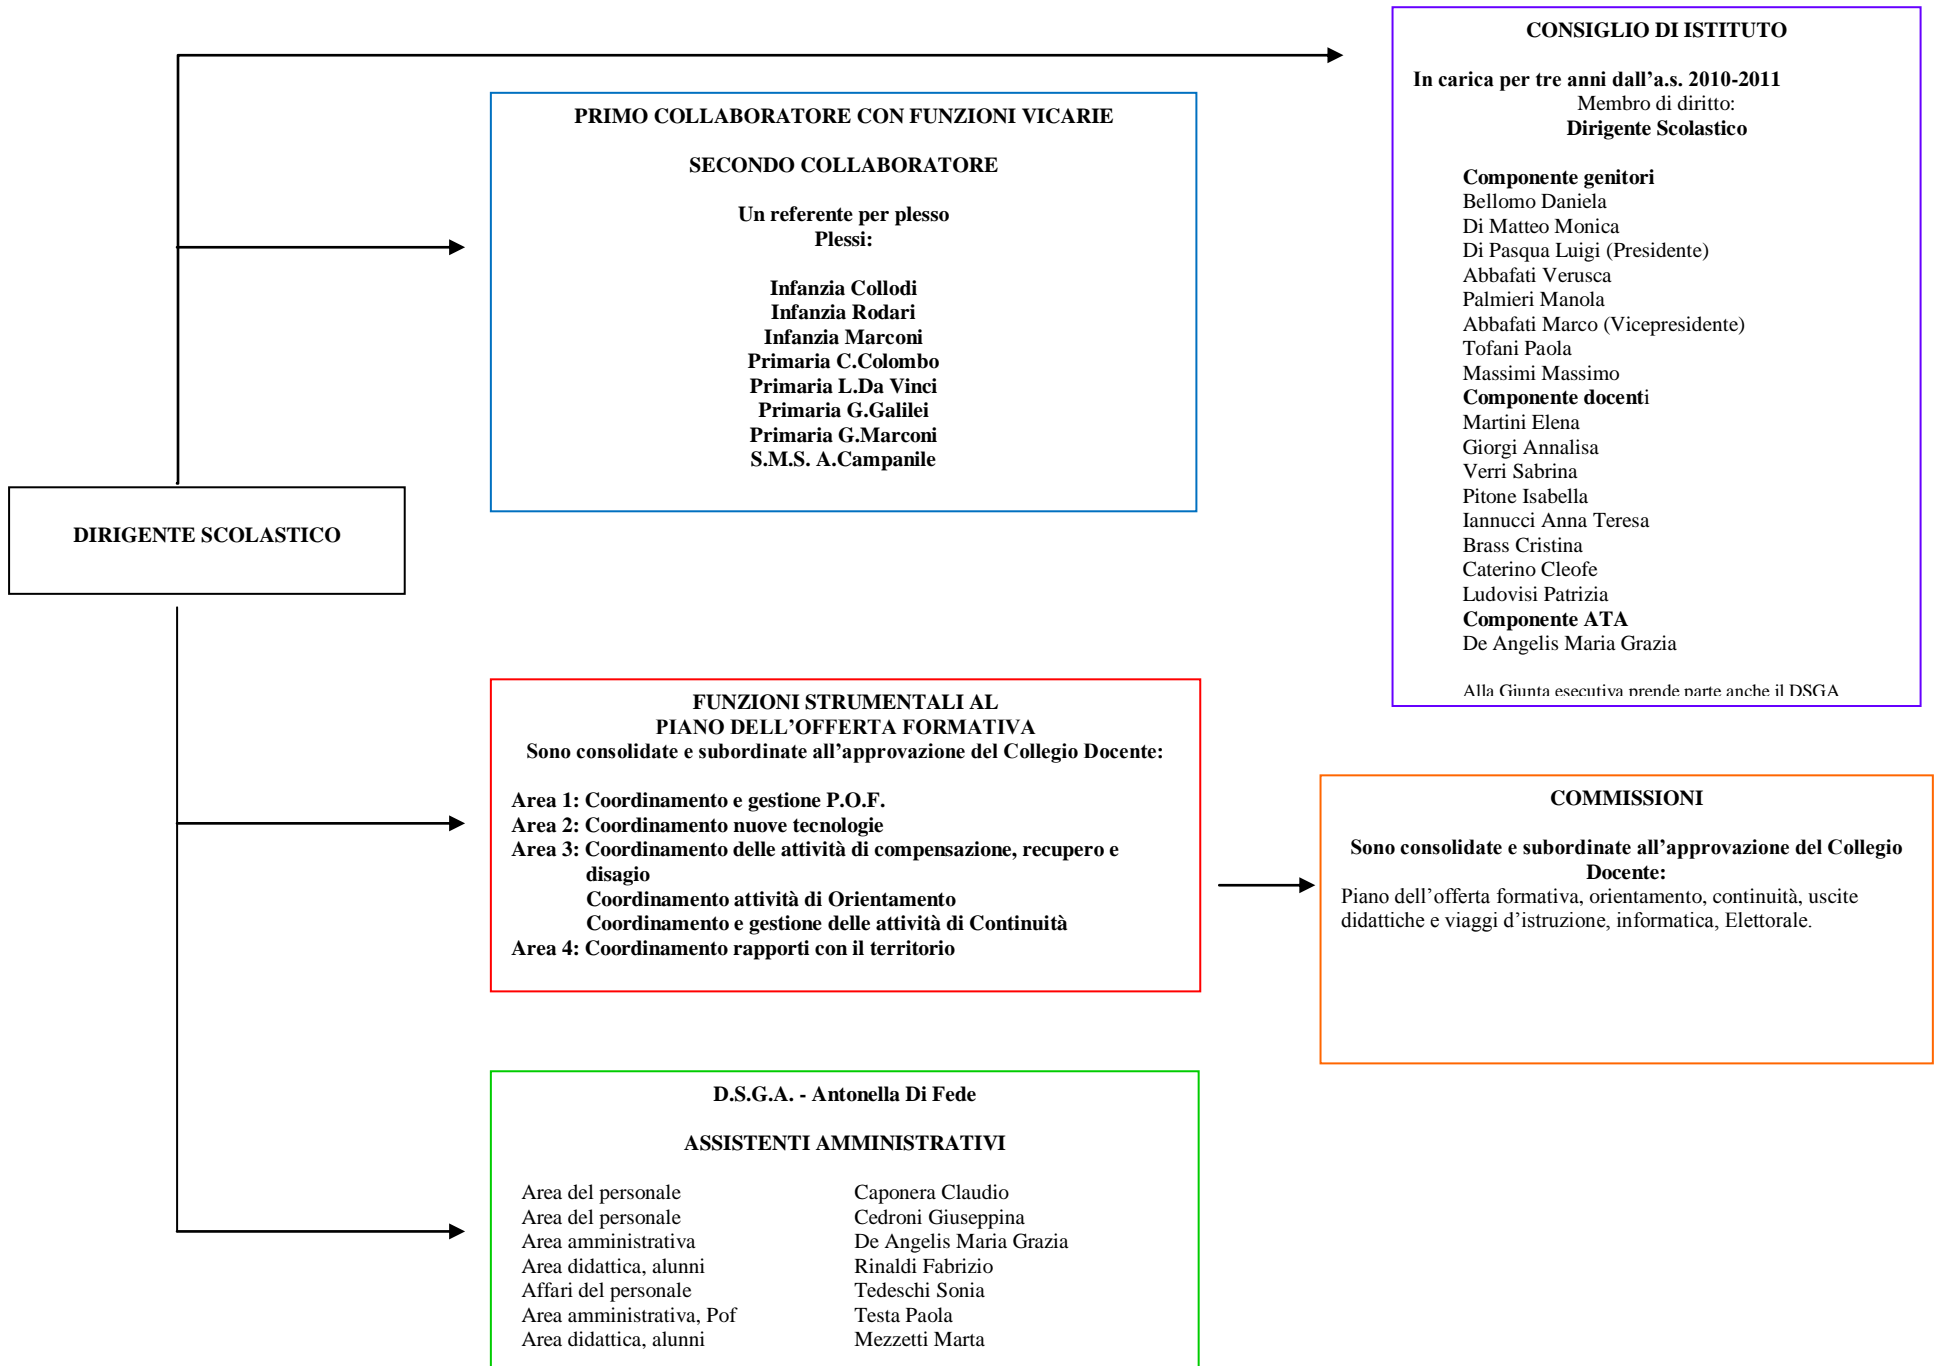 CONSIGLIO DI ISTITUTO
In carica per tre anni dall’a.s. 2010-2011
Membro di diritto:
Dirigente Scolastico
Componente genitori
Bellomo Daniela
Di Matteo Monica
Di Pasqua Luigi (Presidente)
Abbafati Verusca
Palmieri Manola
Abbafati Marco (Vicepresidente)
Tofani Paola
Massimi Massimo
Componente docenti
Martini Elena
Giorgi Annalisa
Verri Sabrina
Pitone Isabella
Iannucci Anna Teresa
Brass Cristina
Caterino Cleofe
Ludovisi Patrizia
Componente ATA
De Angelis Maria Grazia
Alla Giunta esecutiva prende parte anche il DSGA
PRIMO COLLABORATORE CON FUNZIONI VICARIE
SECONDO COLLABORATORE
Un referente per plesso
Plessi:
Infanzia Collodi
Infanzia Rodari
Infanzia Marconi
Primaria C.Colombo
Primaria L.Da Vinci
Primaria G.Galilei
Primaria G.Marconi
S.M.S. A.Campanile
DIRIGENTE SCOLASTICO
FUNZIONI STRUMENTALI AL
PIANO DELL’OFFERTA FORMATIVA
Sono consolidate e subordinate all’approvazione del Collegio Docente:
Area 1: Coordinamento e gestione P.O.F.
Area 2: Coordinamento nuove tecnologie
Area 3: Coordinamento delle attività di compensazione, recupero e
disagio
Coordinamento attività di Orientamento
Coordinamento e gestione delle attività di Continuità
Area 4: Coordinamento rapporti con il territorio
COMMISSIONI
Sono consolidate e subordinate all’approvazione del Collegio
Docente:
Piano dell’offerta formativa, orientamento, continuità, uscite
didattiche e viaggi d’istruzione, informatica, Elettorale.
D.S.G.A. - Antonella Di Fede
ASSISTENTI AMMINISTRATIVI
Area del personale Caponera Claudio
Area del personale Cedroni Giuseppina
Area amministrativa De Angelis Maria Grazia
Area didattica, alunni Rinaldi Fabrizio
Affari del personale Tedeschi Sonia
Area amministrativa, Pof Testa Paola
Area didattica, alunni Mezzetti Marta